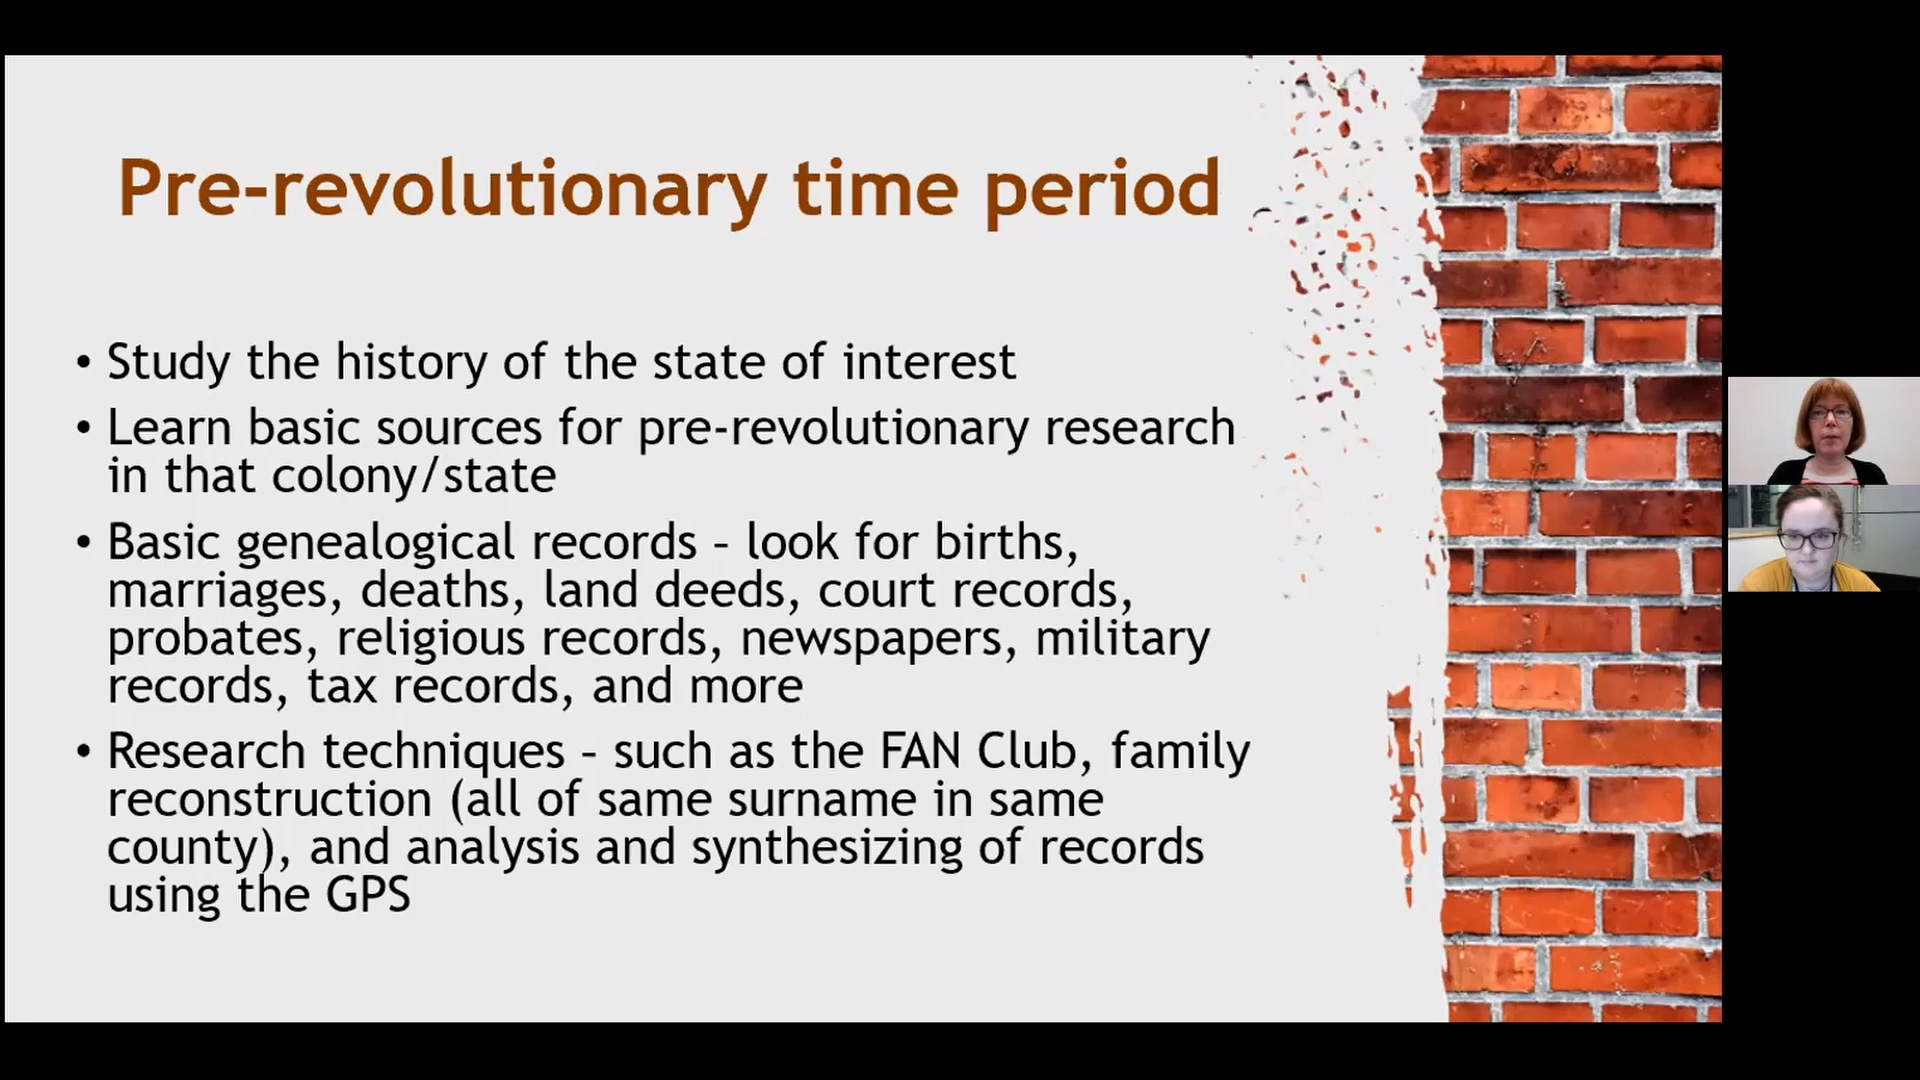 Pre-revolutionary time period
• Study the history of the state of interest
• Learn basic sources for pre-revolutionary research
in that colony/state
• Basic genealogical records – look for births,
marriages, deaths, land deeds, court records,
probates, religious records, newspapers, military
records, tax records, and more
• Research techniques – such as the FAN Club, family
reconstruction (all of same surname in same
county), and analysis and synthesizing of records
using the GPS